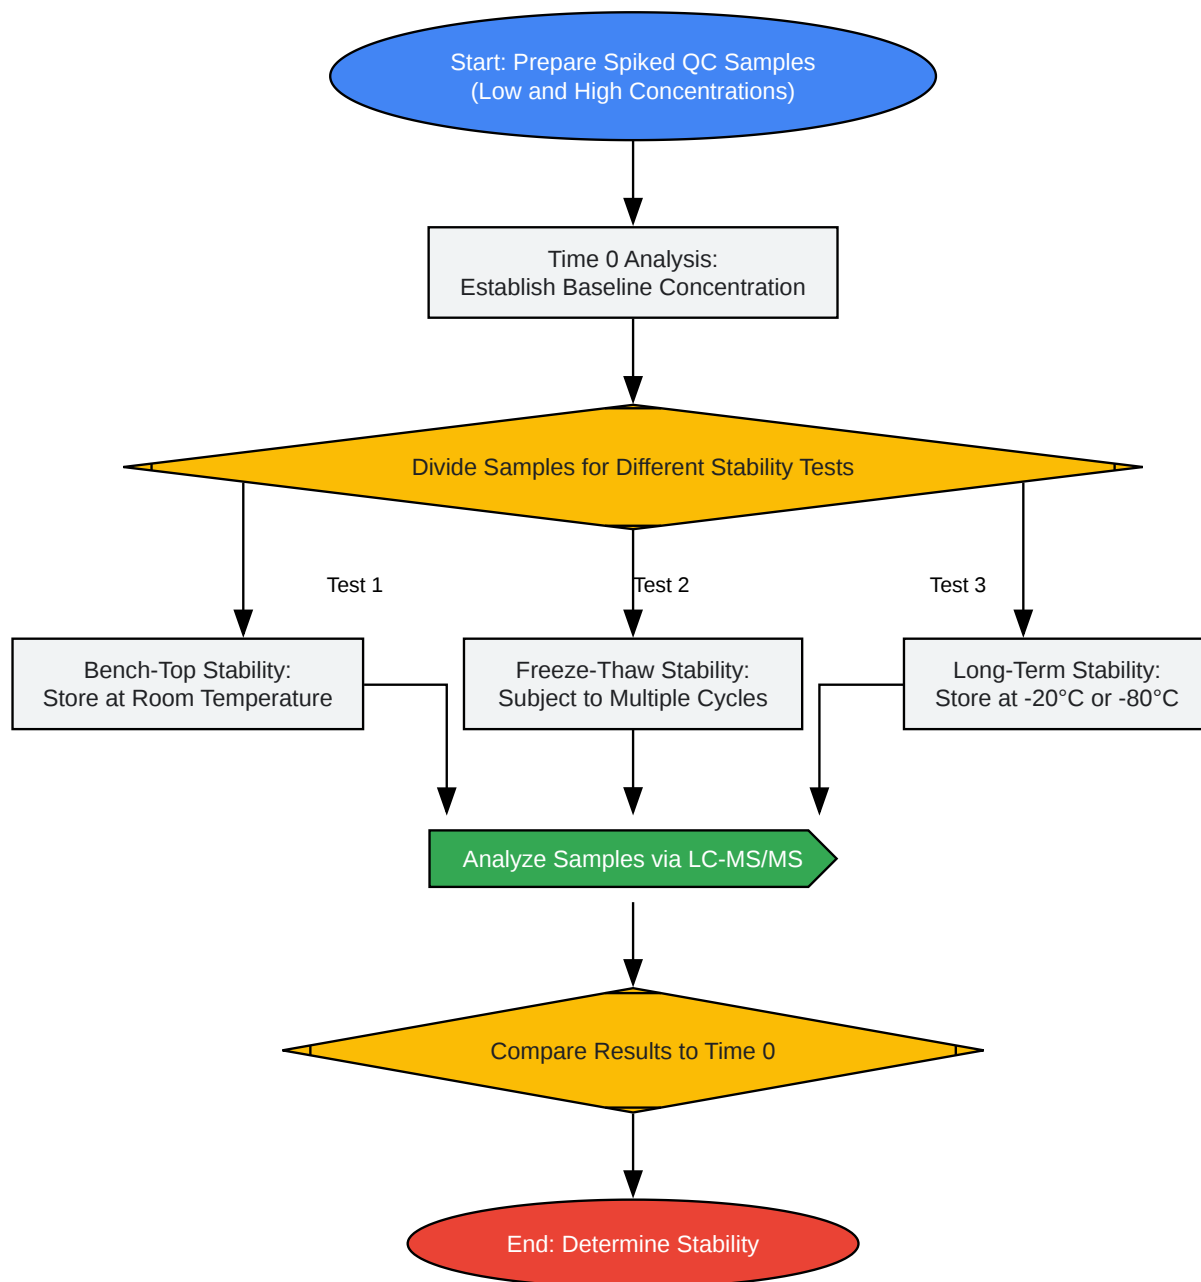 Start: Prepare Spiked QC Samples
(Low and High Concentrations)
Time 0 Analysis:
Establish Baseline Concentration
Divide Samples for Different Stability Tests
Test 1
Test 2
Test 3
Bench-Top Stability:
Store at Room Temperature
Freeze-Thaw Stability:
Subject to Multiple Cycles
Long-Term Stability:
Store at -20°C or -80°C
Analyze Samples via LC-MS/MS
Compare Results to Time 0
End: Determine Stability